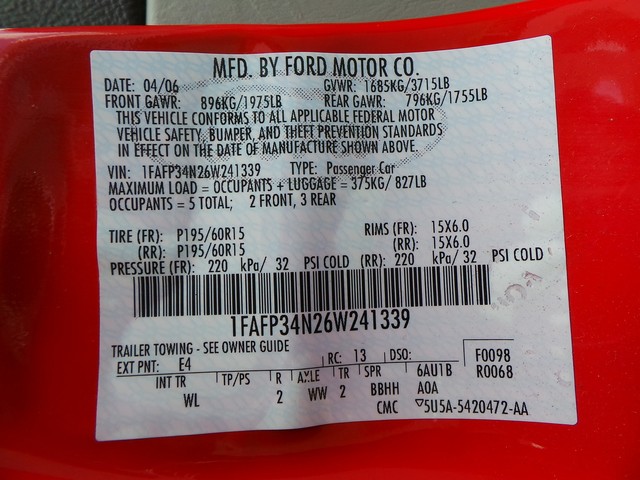 MFD. BY FORD MOTOR CO.
DATE: 04/06 GVWR: 1685KG/3715LB
FRONT GAWR: 896KG/1975LB REAR GAWR: 796KG/1755LB
THIS VEHICLE CONFORMS TO ALL APPLICABLE FEDERAL MOTOR
VEHICLE SAFETY, BUMPER, AND THEFT PREVENTION STANDARDS
IN EFFECT ON THE DATE OF MANUFACTURE SHOWN ABOVE.
VIN: 1FAFP34N26W241339 TYPE: Passenger Car
MAXIMUM LOAD = OCCUPANTS + LUGGAGE = 375KG/ 827LB
OCCUPANTS = 5 TOTAL; 2 FRONT, 3 REAR
TIRE (FR): P195/60R15 RIMS (FR): 15X6.0
(RR): P195/60R15 (RR): 15X6.0
PRESSURE (FR): 220 kPa/ 32 PSI COLD (RR): 220 kPa/ 32 PSI COLD
1FAFP34N26W241339
TRAILER TOWING - SEE OWNER GUIDE
EXT PNT: E4 RC: 13 DSO: F0098
INT TR TP/PS R AXLE TR SPR 6AU1B R0068
WL 2 WW 2 BBHH A0A
CMC 5U5A-5420472-AA